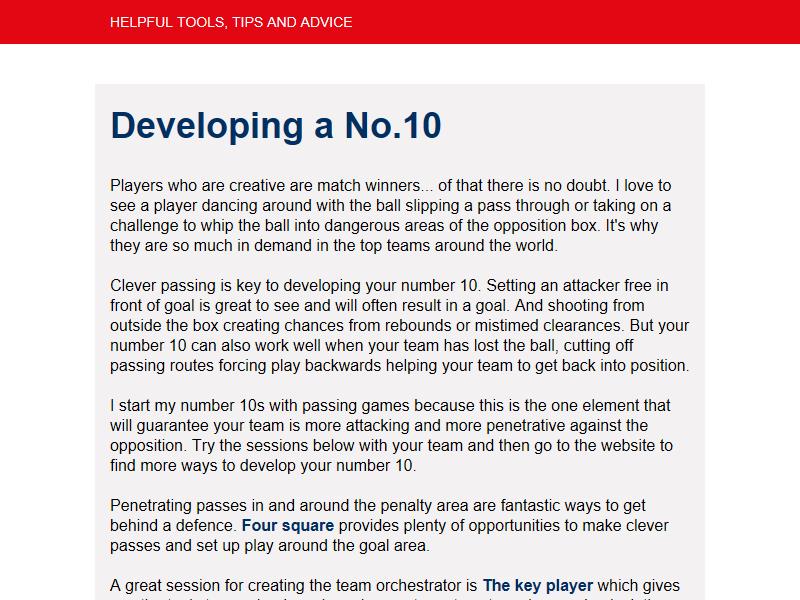 HELPFUL TOOLS, TIPS AND ADVICE
Developing a No.10
Players who are creative are match winners... of that there is no doubt. I love to
see a player dancing around with the ball slipping a pass through or taking on a
challenge to whip the ball into dangerous areas of the opposition box. It's why
they are so much in demand in the top teams around the world.
Clever passing is key to developing your number 10. Setting an attacker free in
front of goal is great to see and will often result in a goal. And shooting from
outside the box creating chances from rebounds or mistimed clearances. But your
number 10 can also work well when your team has lost the ball, cutting off
passing routes forcing play backwards helping your team to get back into position.
I start my number 10s with passing games because this is the one element that
will guarantee your team is more attacking and more penetrative against the
opposition. Try the sessions below with your team and then go to the website to
find more ways to develop your number 10.
Penetrating passes in and around the penalty area are fantastic ways to get
behind a defence. Four square provides plenty of opportunities to make clever
passes and set up play around the goal area.
A great session for creating the team orchestrator is The key player which gives